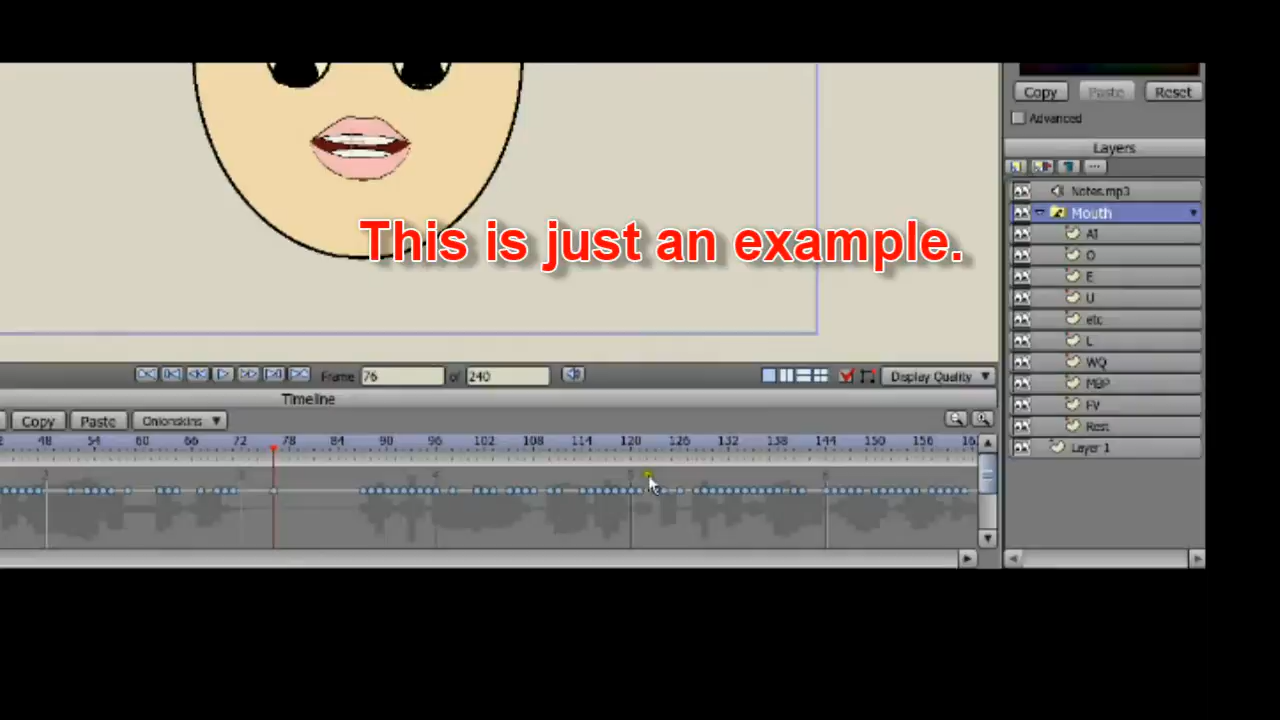 Copy Paste Reset
Advanced
Layers
Notes.mp3
Mouth
AI
O
This is just an example.
E
U
etc
L
WQ
MBP
FV
Rest
Layer 1
Frame 76 of 240
Display Quality
Timeline
Copy Paste Onionskins
48 54 60 66 72 78 84 90 96 102 108 114 120 126 132 138 144 150 156